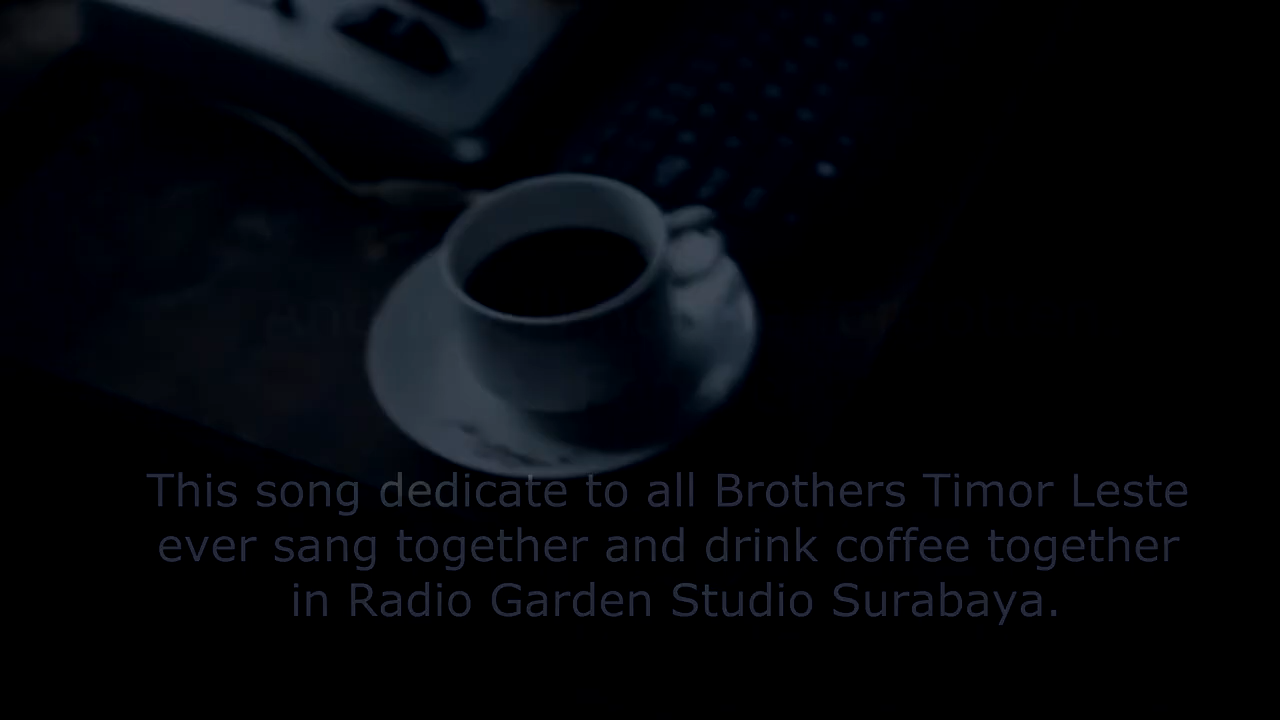 This song dedicate to all Brothers Timor Leste
ever sang together and drink coffee together
in Radio Garden Studio Surabaya.